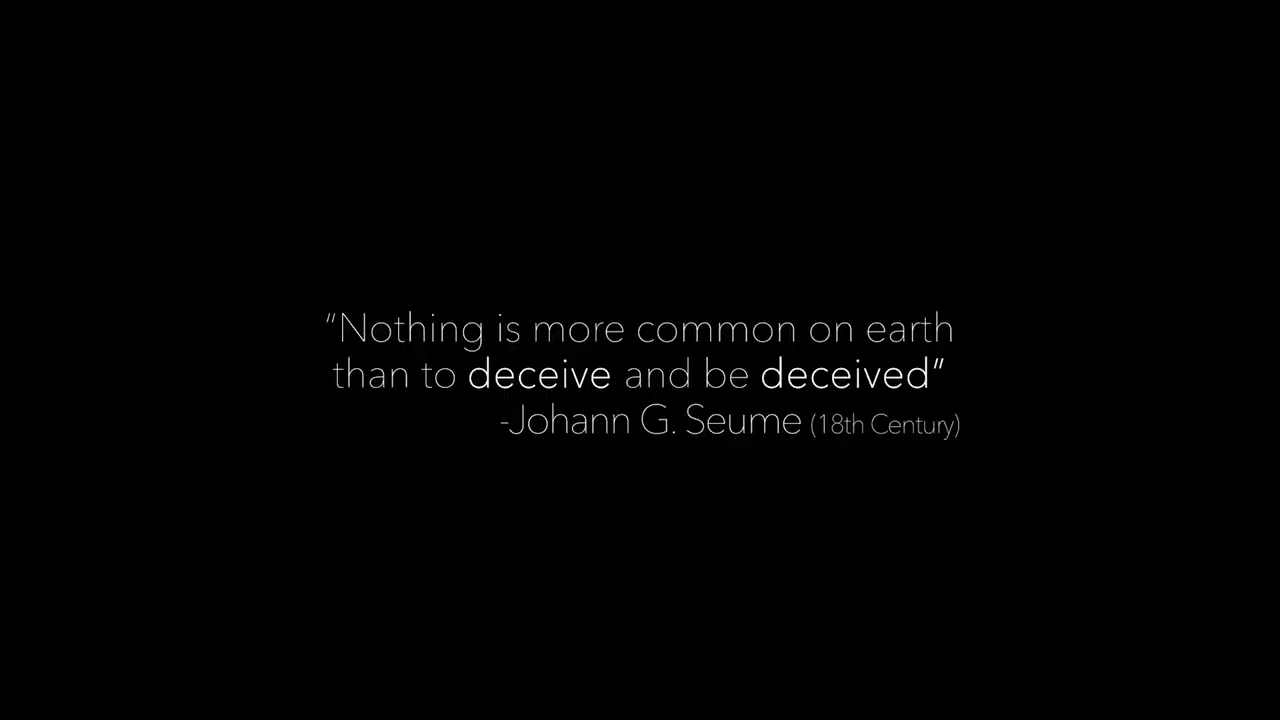 “Nothing is more common on earth
than to deceive and be deceived”
-Johann G. Seume (18th Century)